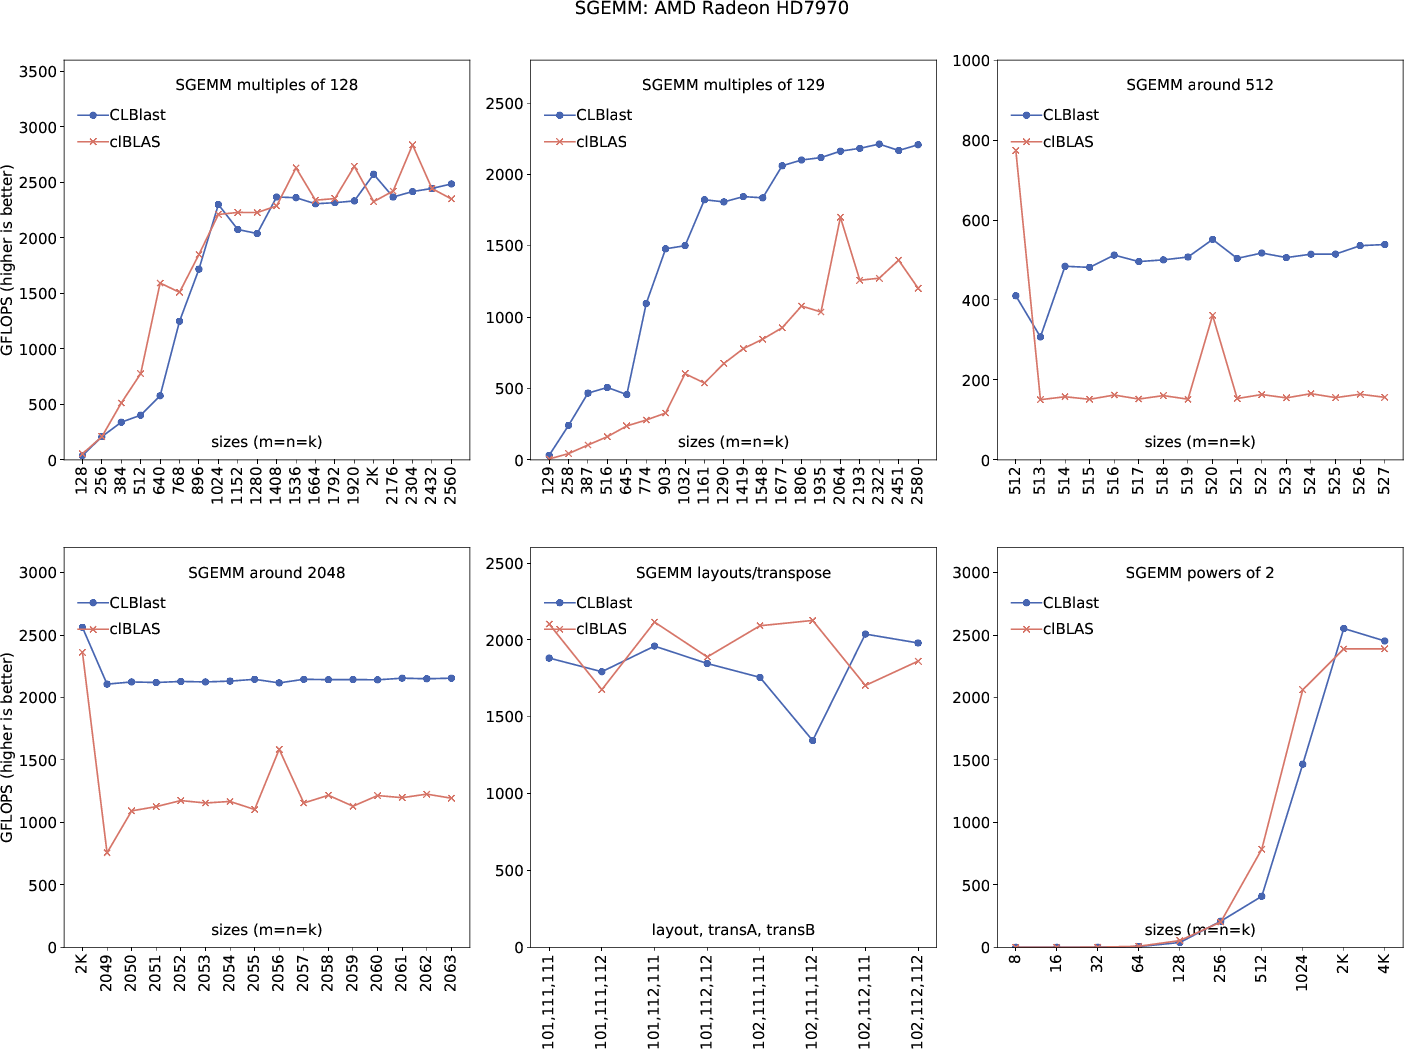 SGEMM: AMD Radeon HD7970
SGEMM multiples of 128
CLBlast
clBLAS
GFLOPS (higher is better)
3500
3000
2500
2000
1500
1000
500
0
sizes (m=n=k)
128 256 384 512 640 768 896 1024 1152 1280 1408 1536 1664 1792 1920 2K 2176 2304 2432 2560
SGEMM multiples of 129
CLBlast
clBLAS
2500
2000
1500
1000
500
0
sizes (m=n=k)
129 258 387 516 645 774 903 1032 1161 1290 1419 1548 1677 1806 1935 2064 2193 2322 2451 2580
SGEMM around 512
CLBlast
clBLAS
1000
800
600
400
200
0
sizes (m=n=k)
512 513 514 515 516 517 518 519 520 521 522 523 524 525 526 527
SGEMM around 2048
CLBlast
clBLAS
GFLOPS (higher is better)
3000
2500
2000
1500
1000
500
0
sizes (m=n=k)
2K 2049 2050 2051 2052 2053 2054 2055 2056 2057 2058 2059 2060 2061 2062 2063
SGEMM layouts/transpose
CLBlast
clBLAS
2500
2000
1500
1000
500
0
layout, transA, transB
101,111,111 101,111,112 101,112,111 101,112,112 102,111,111 102,111,112 102,112,111 102,112,112
SGEMM powers of 2
CLBlast
clBLAS
3000
2500
2000
1500
1000
500
0
sizes (m=n=k)
8 16 32 64 128 256 512 1024 2K 4K